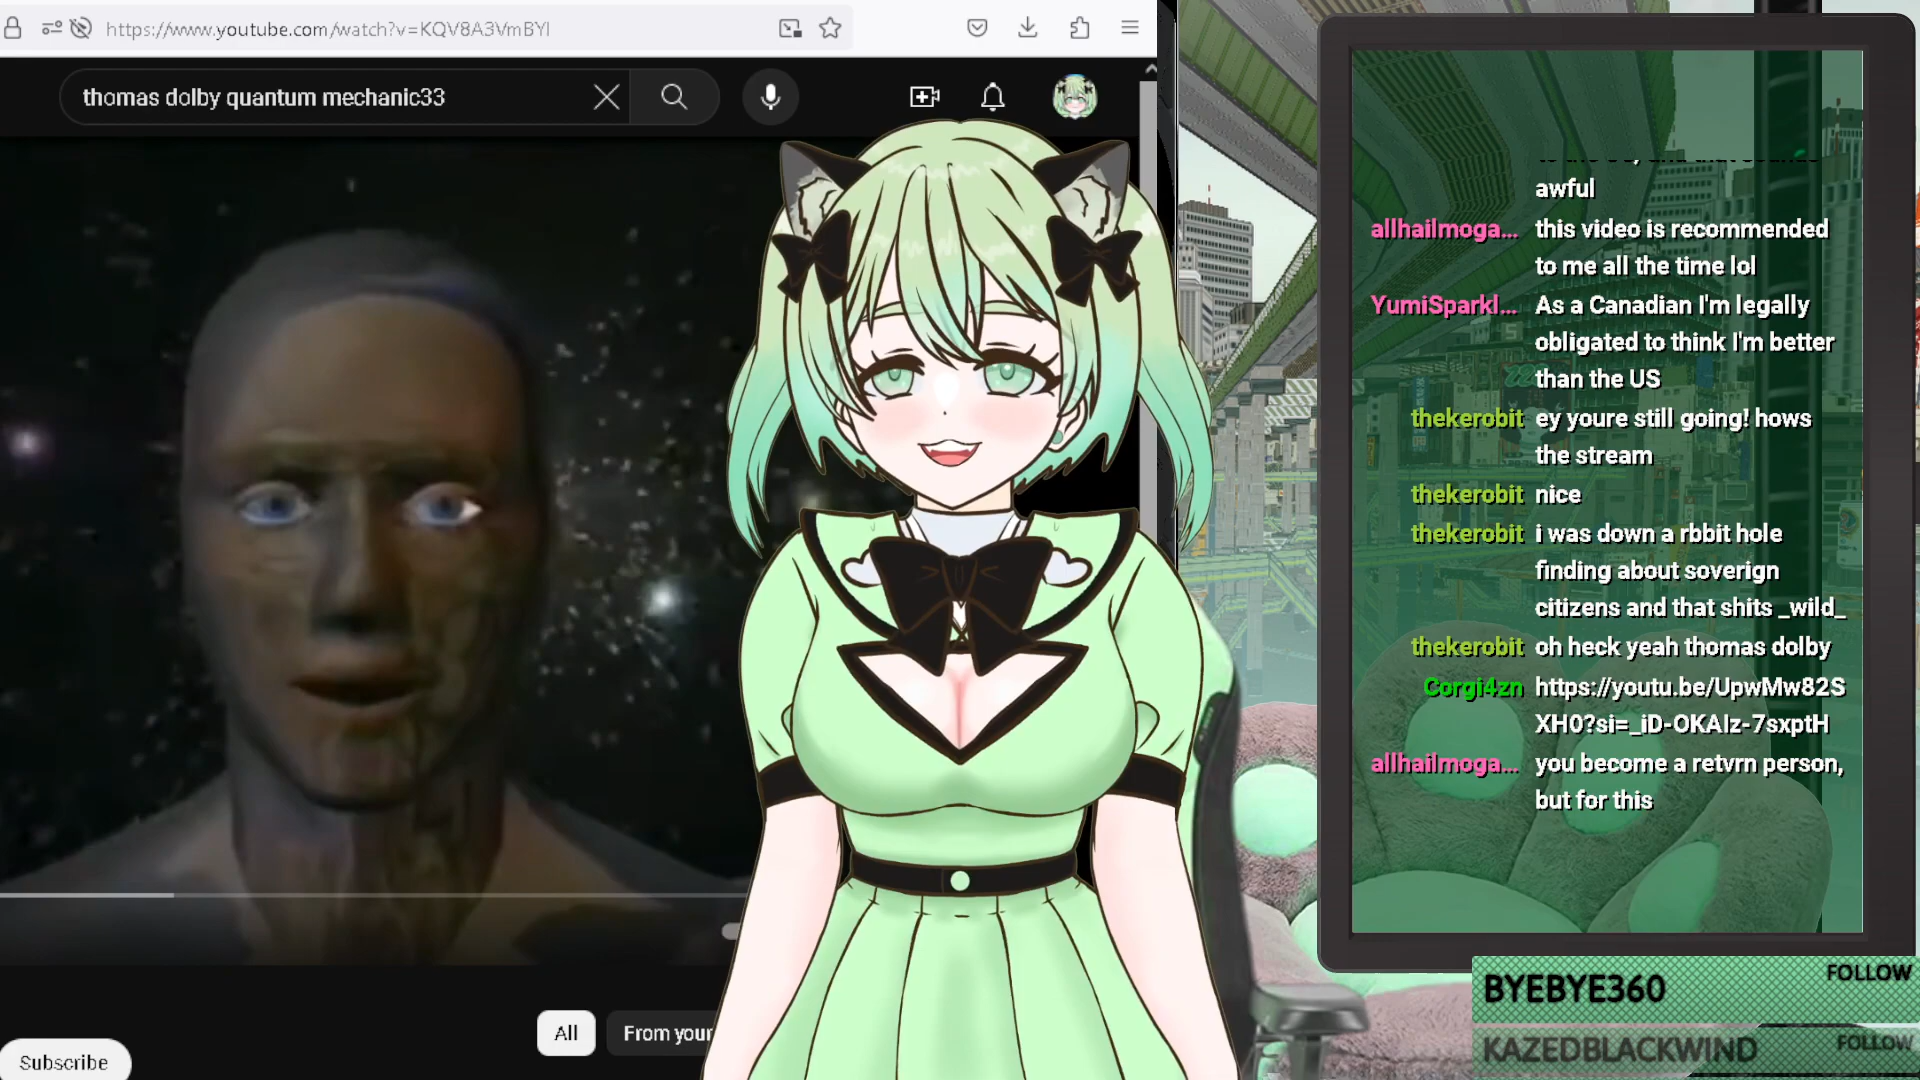 https://www.youtube.com/watch?v=KQV8A3VmBYI
thomas dolby quantum mechanic33
All
From your
Subscribe
awful
allhailmoga... this video is recommended
to me all the time lol
YumiSparkl... As a Canadian I'm legally
obligated to think I'm better
than the US
thekerobit ey youre still going! hows
the stream
thekerobit nice
thekerobit i was down a rbbit hole
finding about soverign
citizens and that shits _wild_
thekerobit oh heck yeah thomas dolby
Corgi4zn https://youtu.be/UpwMw82S
XH0?si=_iD-OKAIz-7sxptH
allhailmoga... you become a retvrn person,
but for this
BYEBYE360 FOLLOW
KAZEDBLACKWIND FOLLOW